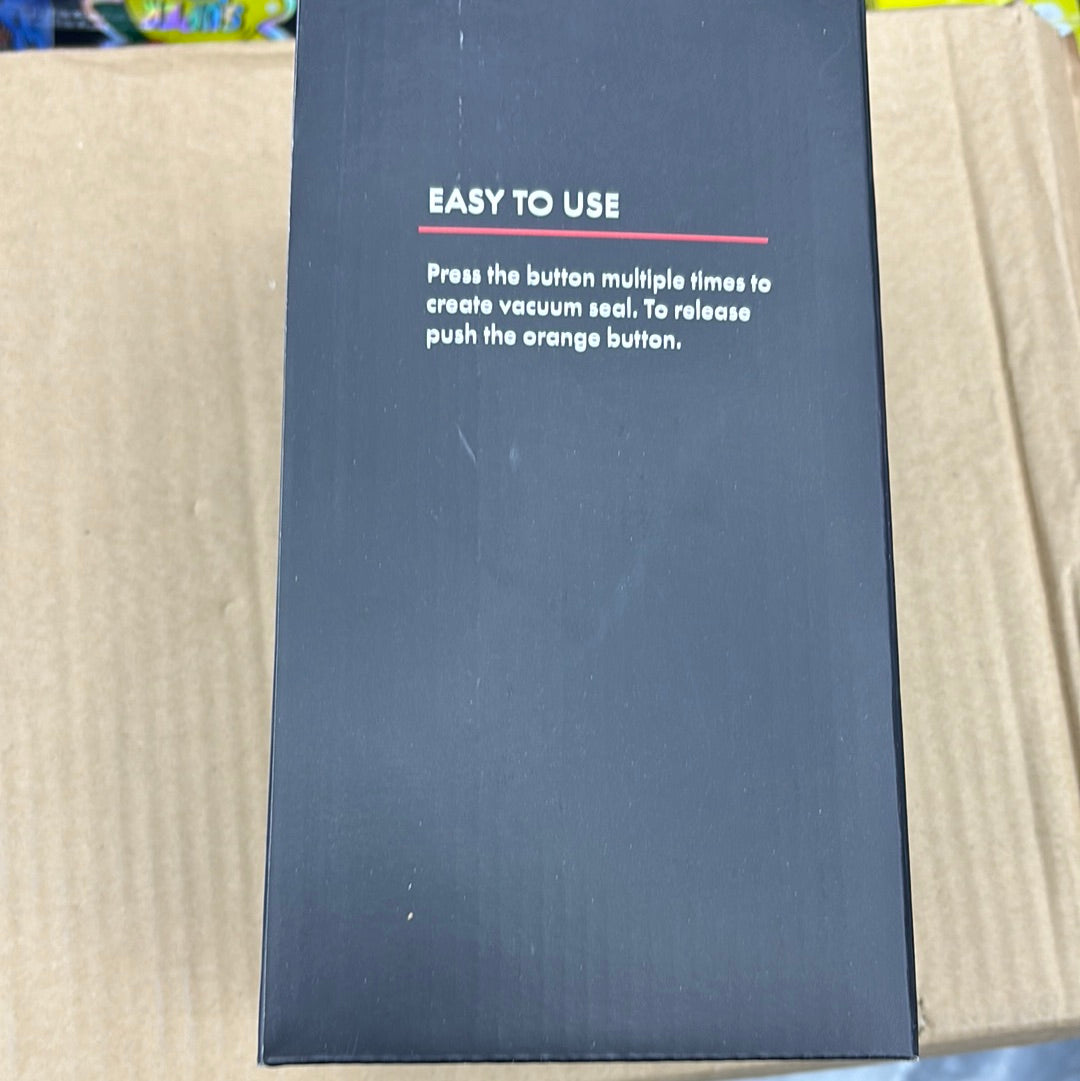 EASY TO USE
Press the button multiple times to
create vacuum seal. To release
push the orange button.